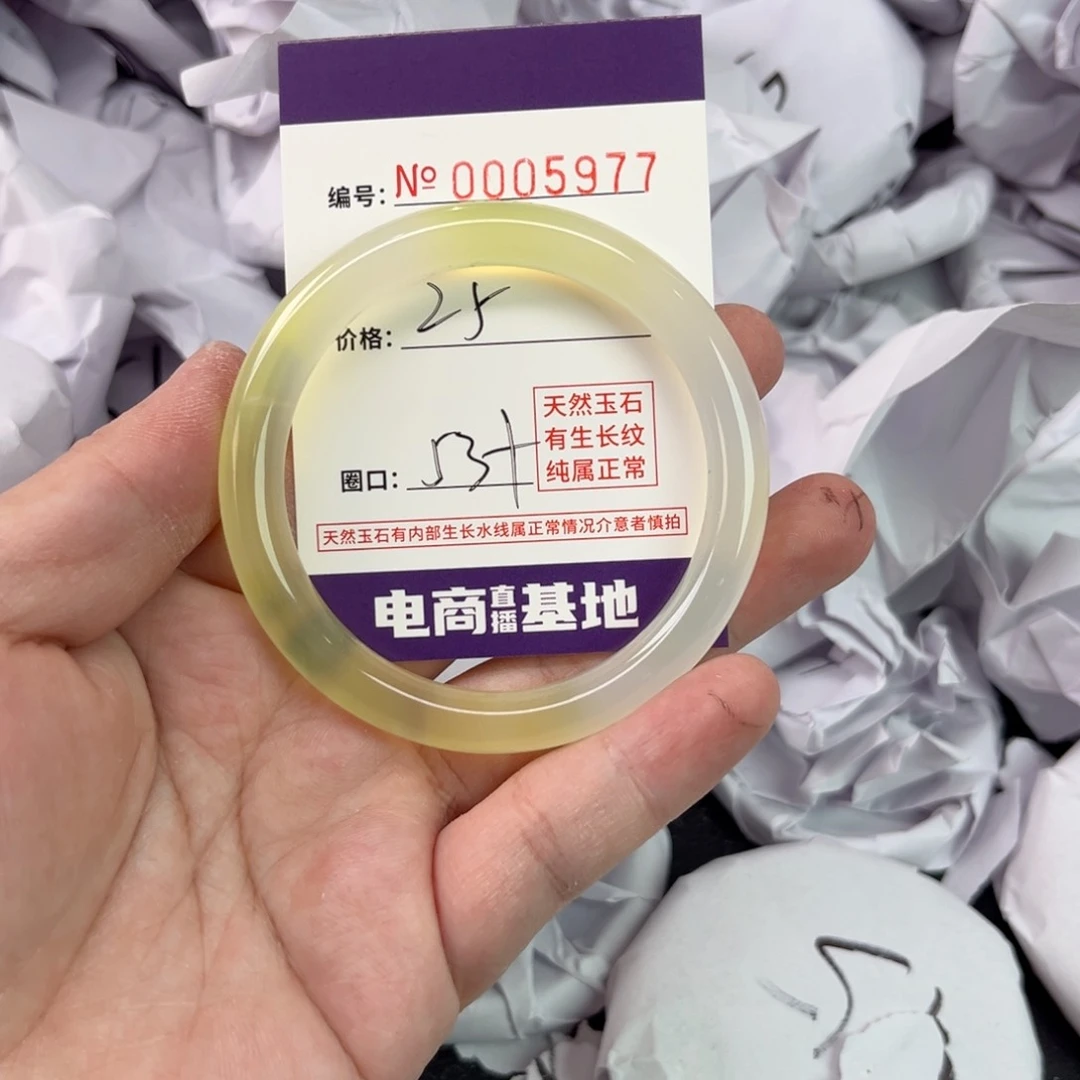 编号: № 0005977
价格: 25
圈口: 53+
天然玉石
有生长纹
纯属正常
天然玉石有内部生长水线属正常情况介意者慎拍
电商直播基地